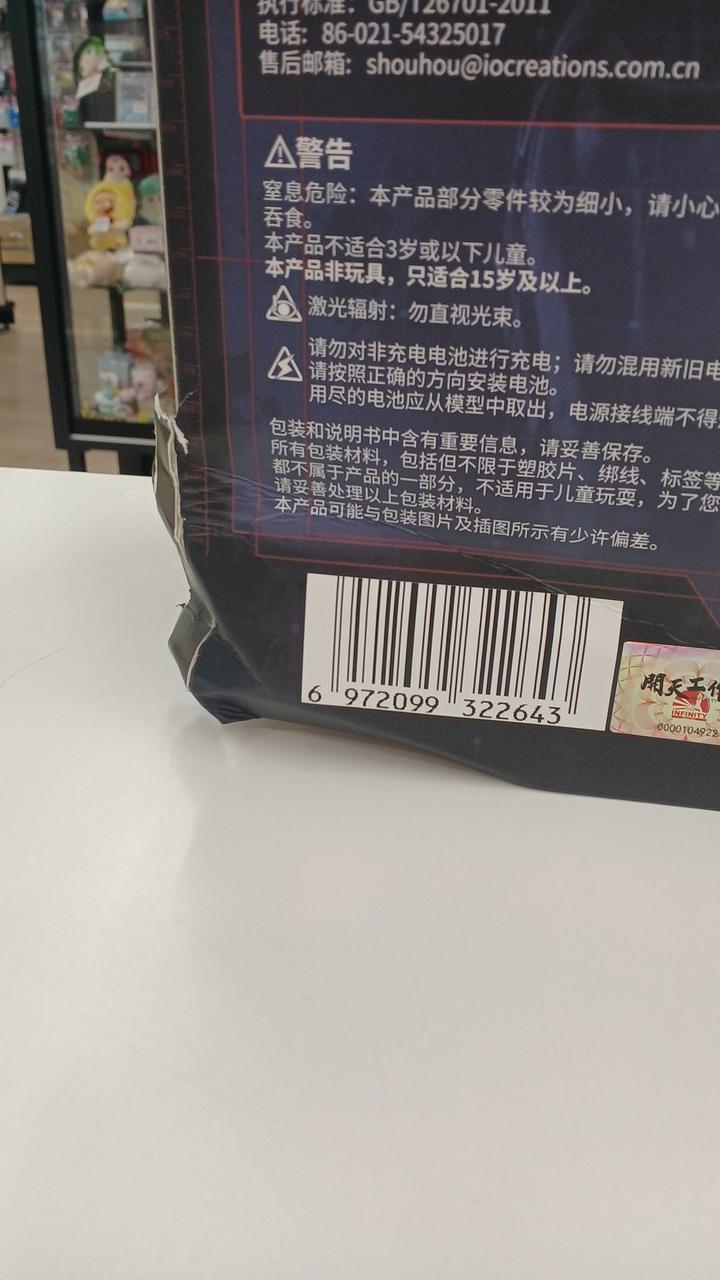 执行标准：GB/T26701-2011
电话：86-021-54325017
售后邮箱：shouhou@iocreations.com.cn
警告
窒息危险：本产品部分零件较为细小，请小心
吞食。
本产品不适合3岁或以下儿童。
本产品非玩具，只适合15岁及以上。
激光辐射：勿直视光束。
请勿对非充电电池进行充电；请勿混用新旧电
请按照正确的方向安装电池。
用尽的电池应从模型中取出，电源接线端不得
包装和说明书中含有重要信息，请妥善保存。
所有包装材料，包括但不限于塑胶片、绑线、标签等
都不属于产品的一部分，不适用于儿童玩耍，为了您
请妥善处理以上包装材料。
本产品可能与包装图片及插图所示有少许偏差。
6 972099 322643
開天工作
INFINITY
0000104922